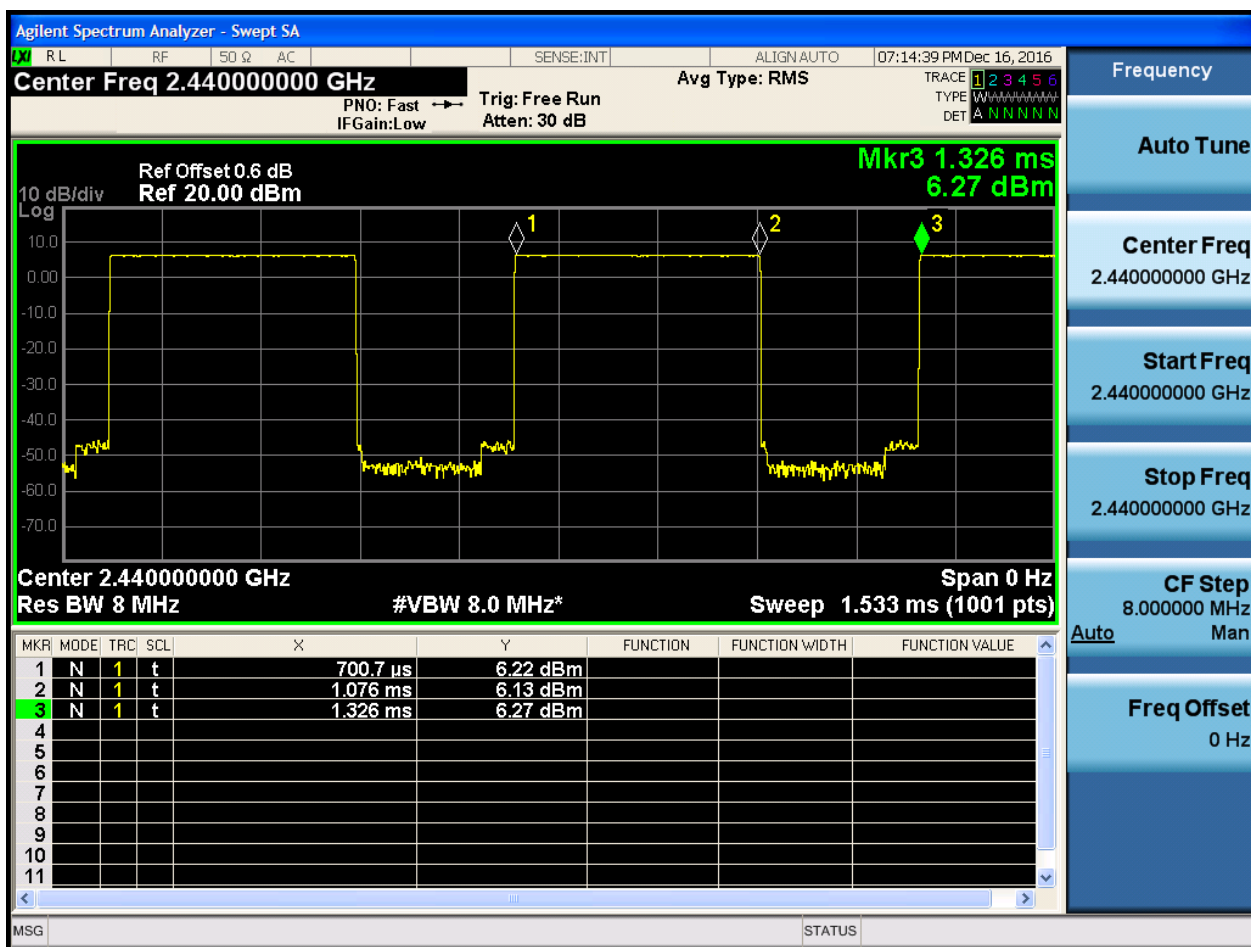 Agilent Spectrum Analyzer - Swept SA
LXI RL RF 50 Ω AC SENSE:INT ALIGN AUTO 07:14:39 PM Dec 16, 2016
Center Freq 2.440000000 GHz
PNO: Fast
IFGain:Low
Trig: Free Run
Atten: 30 dB
Avg Type: RMS
TRACE 1 2 3 4 5 6
TYPE WWWWWW
DET A N N N N N
Ref Offset 0.6 dB
10 dB/div Ref 20.00 dBm
Log
Mkr3 1.326 ms
6.27 dBm
1 2 3
10.0
0.00
-10.0
-20.0
-30.0
-40.0
-50.0
-60.0
-70.0
Center 2.440000000 GHz Span 0 Hz
Res BW 8 MHz #VBW 8.0 MHz* Sweep 1.533 ms (1001 pts)
MKR MODE TRC SCL X Y FUNCTION FUNCTION WIDTH FUNCTION VALUE
1 N 1 t 700.7 µs 6.22 dBm
2 N 1 t 1.076 ms 6.13 dBm
3 N 1 t 1.326 ms 6.27 dBm
4
5
6
7
8
9
10
11
MSG STATUS
Frequency
Auto Tune
Center Freq
2.440000000 GHz
Start Freq
2.440000000 GHz
Stop Freq
2.440000000 GHz
CF Step
8.000000 MHz
Auto Man
Freq Offset
0 Hz